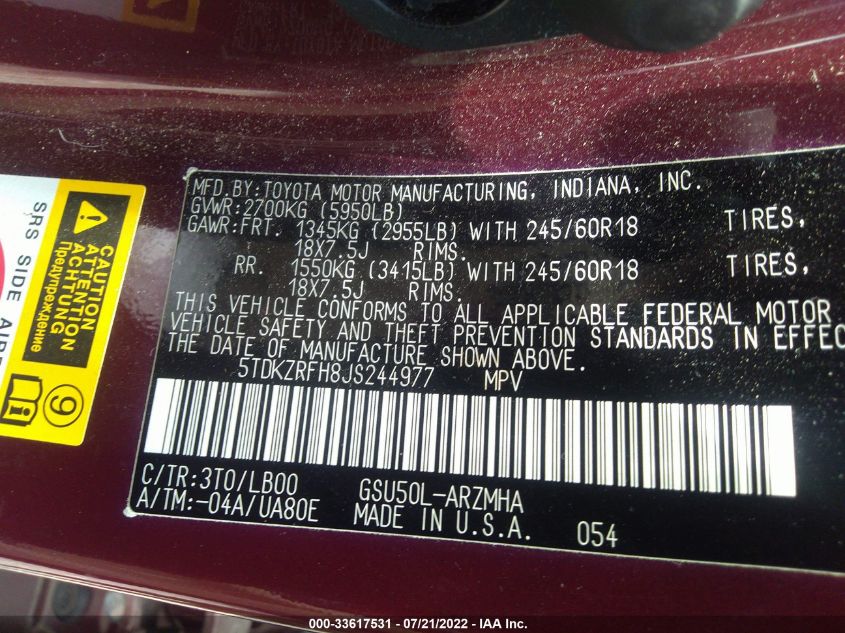 MFD.BY:TOYOTA MOTOR MANUFACTURING, INDIANA, INC.
GVWR:2700KG (5950LB)
GAWR:FRT. 1345KG (2955LB) WITH 245/60R18 TIRES,
18X7.5J RIMS.
RR. 1550KG (3415LB) WITH 245/60R18 TIRES,
18X7.5J RIMS.
THIS VEHICLE CONFORMS TO ALL APPLICABLE FEDERAL MOTOR
VEHICLE SAFETY AND THEFT PREVENTION STANDARDS IN EFFEC
THE DATE OF MANUFACTURE SHOWN ABOVE.
5TDKZRFH8JS244977 MPV
C/TR:3T0/LB00 GSU50L-ARZMHA
A/TM:-04A/UA80E MADE IN U.S.A. 054
SRS SIDE AIR
CAUTION
ATTENTION
ACHTUNG
Предупреждение
9
000-33617531 - 07/21/2022 - IAA Inc.